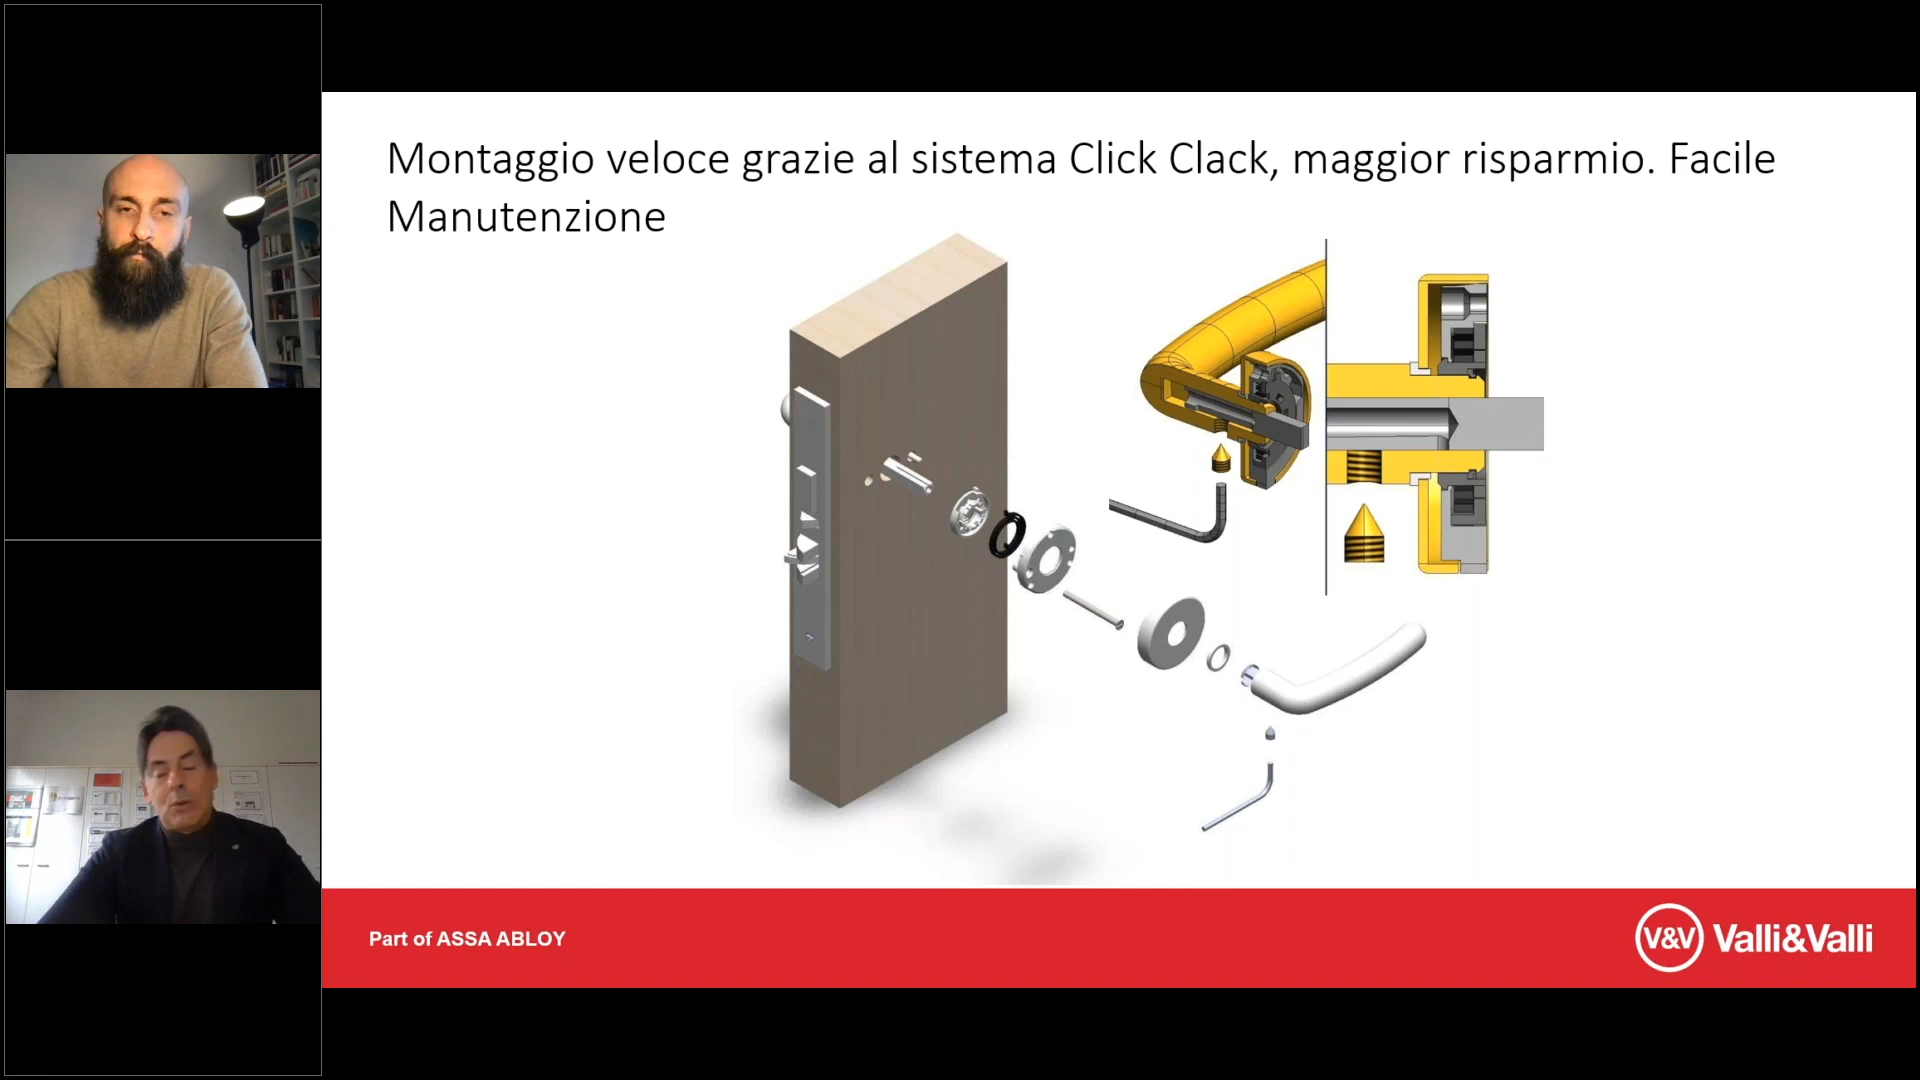 Montaggio veloce grazie al sistema Click Clack, maggior risparmio. Facile
Manutenzione
Part of ASSA ABLOY
V&V Valli&Valli